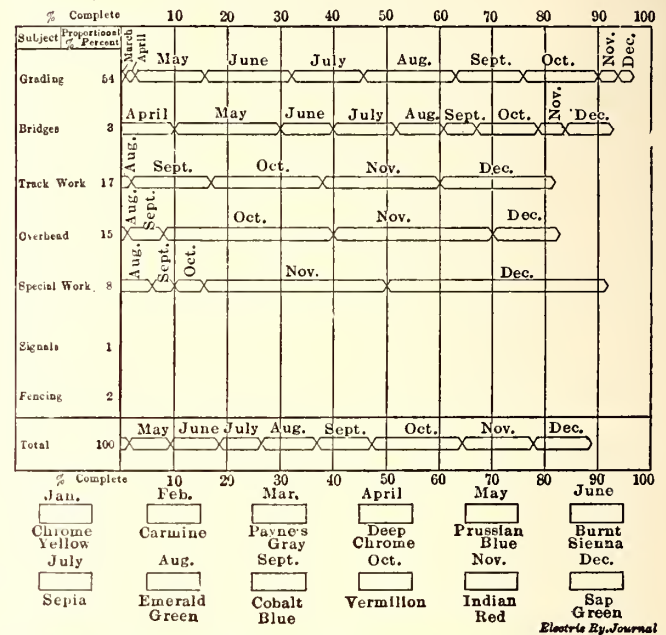 % Complete 10 20 30 40 50 60 70 80 90 100
Subject Proportional % Percent
March April May June July Aug. Sept. Oct. Nov. Dec.
Grading 54
April May June July Aug. Sept. Oct. Nov. Dec.
Bridges 3
Aug. Sept. Oct. Nov. Dec.
Track Work 17
Aug. Sept. Oct. Nov. Dec.
Overhead 15
Aug. Sept. Oct. Nov. Dec.
Special Work 8
Signals 1
Fencing 2
May June July Aug. Sept. Oct. Nov. Dec.
Total 100
% Complete 10 20 30 40 50 60 70 80 90 100
Jan. Feb. Mar. April May June
Chrome Yellow Carmine Payne's Gray Deep Chrome Prussian Blue Burnt Sienna
July Aug. Sept. Oct. Nov. Dec.
Sepia Emerald Green Cobalt Blue Vermilion Indian Red Sap Green
Electric Ry. Journal